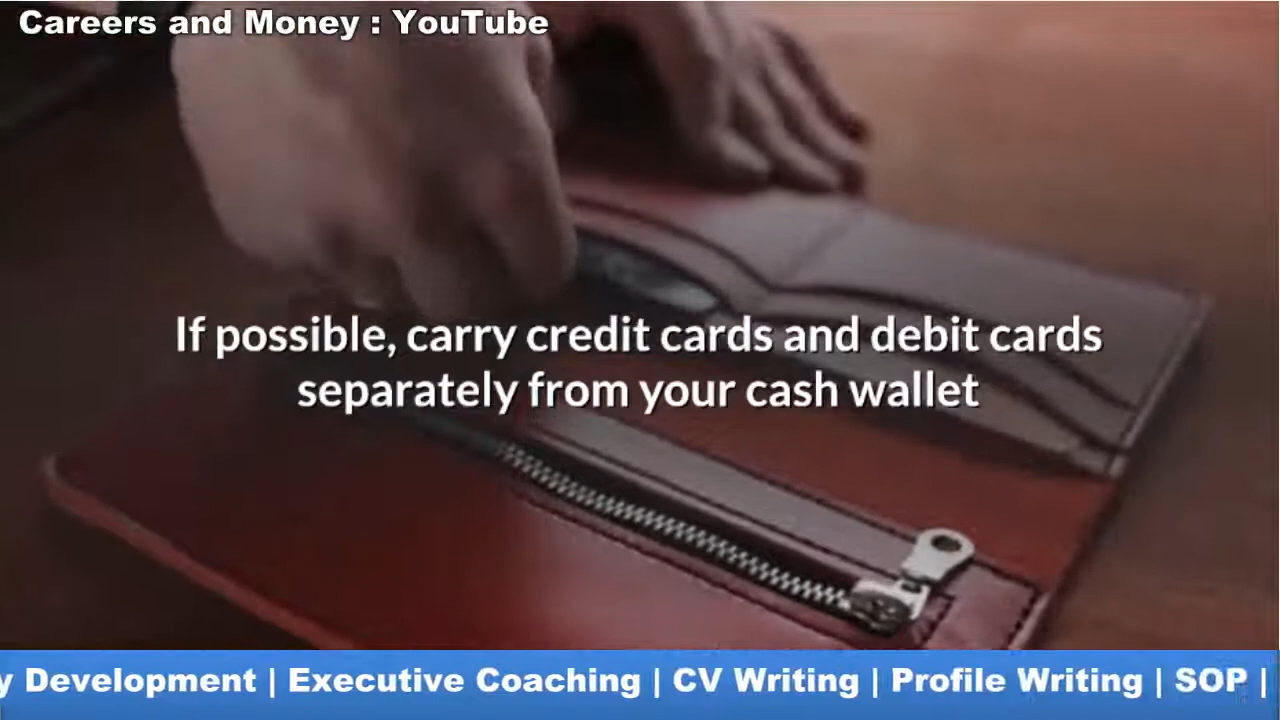 Careers and Money : YouTube
If possible, carry credit cards and debit cards
separately from your cash wallet
y Development | Executive Coaching | CV Writing | Profile Writing | SOP |